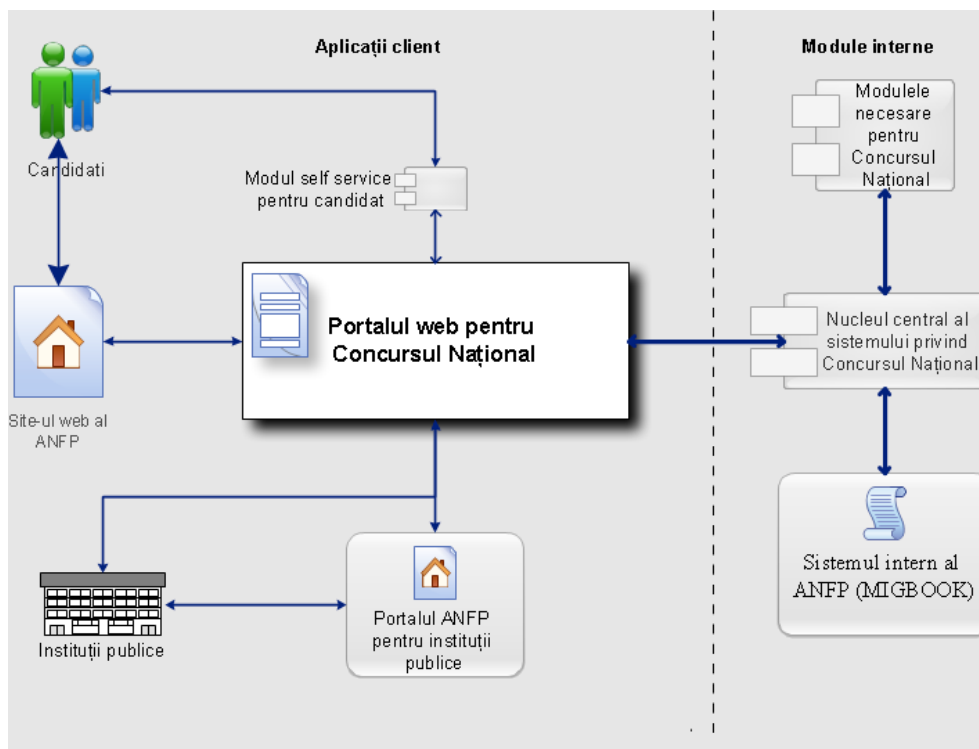 Aplicații client
Module interne
Candidati
Modul self service
pentru candidat
Modulele
necesare
pentru
Concursul
Național
Portalul web pentru
Concursul Național
Nucleul central al
sistemului privind
Concursul Național
Site-ul web al
ANFP
Instituții publice
Portalul ANFP
pentru instituții
publice
Sistemul intern al
ANFP (MIGBOOK)